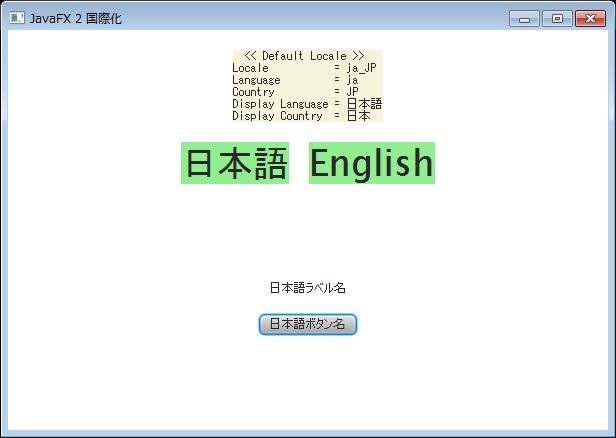 JavaFX 2 国際化
<< Default Locale >>
Locale = ja_JP
Language = ja
Country = JP
Display Language = 日本語
Display Country = 日本
日本語 English
日本語ラベル名
日本語ボタン名